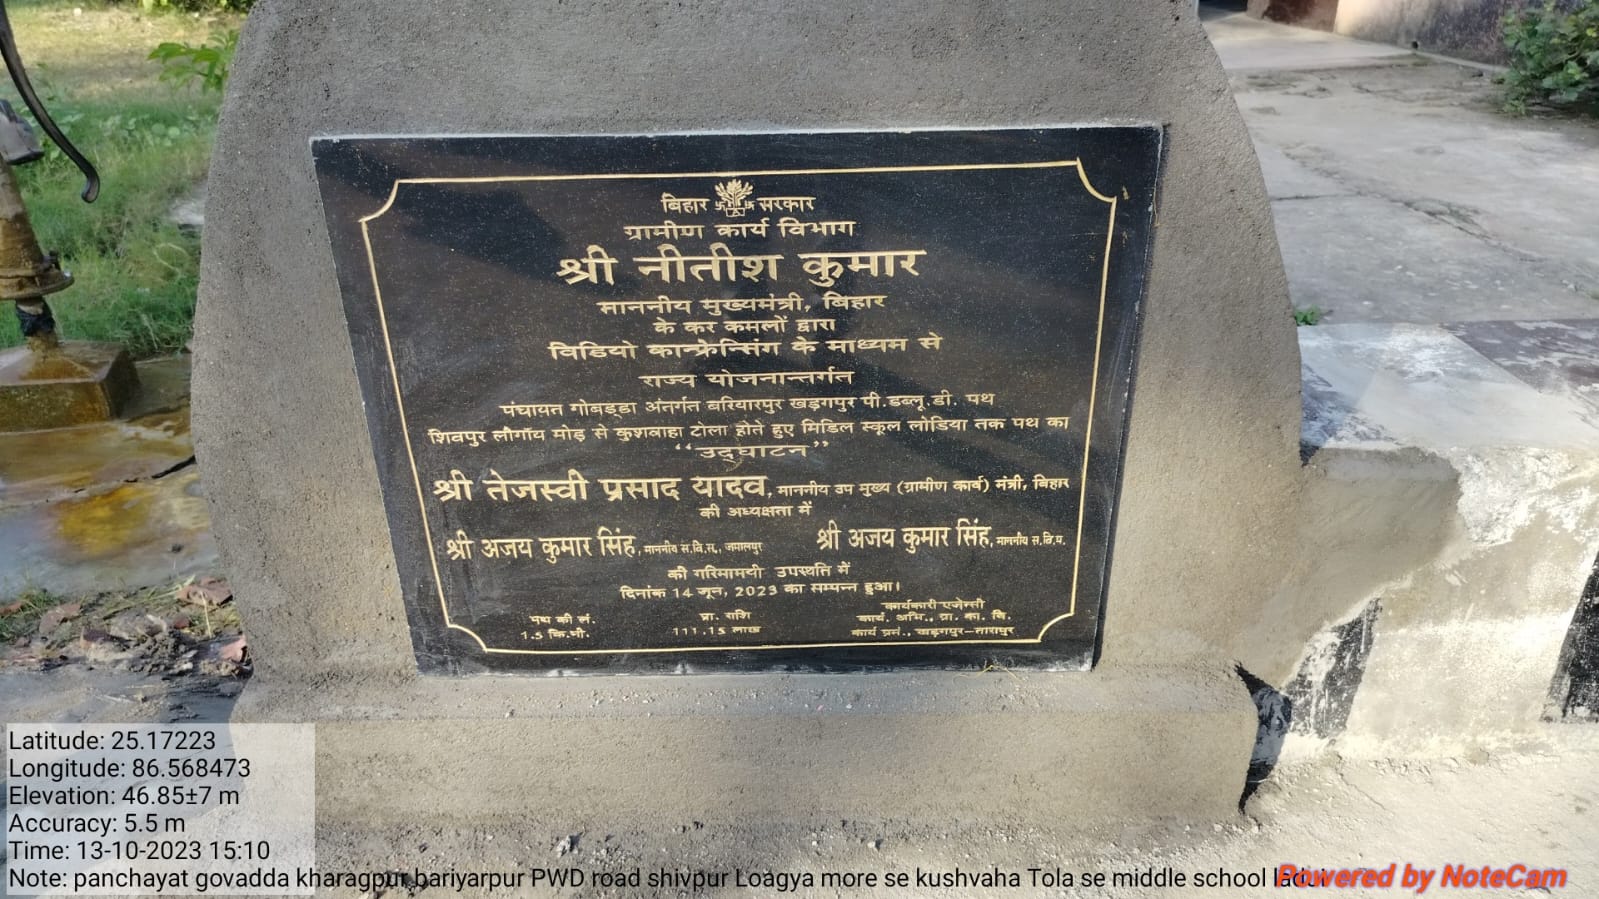 बिहार सरकार
ग्रामीण कार्य विभाग
श्री नीतीश कुमार
माननीय मुख्यमंत्री, बिहार
के कर कमलों द्वारा
विडियो कान्फ्रेन्सिंग के माध्यम से
राज्य योजनान्तर्गत
पंचायत गोबड्डा अंतर्गत बरियारपुर खड़गपुर पी.डब्लू.डी. पथ
शिवपुर लौगॉय मोड़ से कुशवाहा टोला होते हुए मिडिल स्कूल लोडिया तक पथ का
“उद्घाटन”
श्री तेजस्वी प्रसाद यादव, माननीय उप मुख्य (ग्रामीण कार्य) मंत्री, बिहार
की अध्यक्षता में
श्री अजय कुमार सिंह, माननीय स.वि.स., जमालपुर श्री अजय कुमार सिंह, माननीय स.वि.प.
की गरिमामयी उपस्थति में
दिनांक 14 जून, 2023 का सम्पन्न हुआ।
पथ की लं. प्रा. राशि कार्यकारी एजेन्सी
1.5 कि.मी. 111.15 लाख कार्य. अभि., ग्रा. का. वि.
कार्य प्रमं., खड़गपुर-तारापुर
Latitude: 25.17223
Longitude: 86.568473
Elevation: 46.85±7 m
Accuracy: 5.5 m
Time: 13-10-2023 15:10
Note: panchayat govadda kharagpur bariyarpur PWD road shivpur Loagya more se kushvaha Tola se middle school
Powered by NoteCam